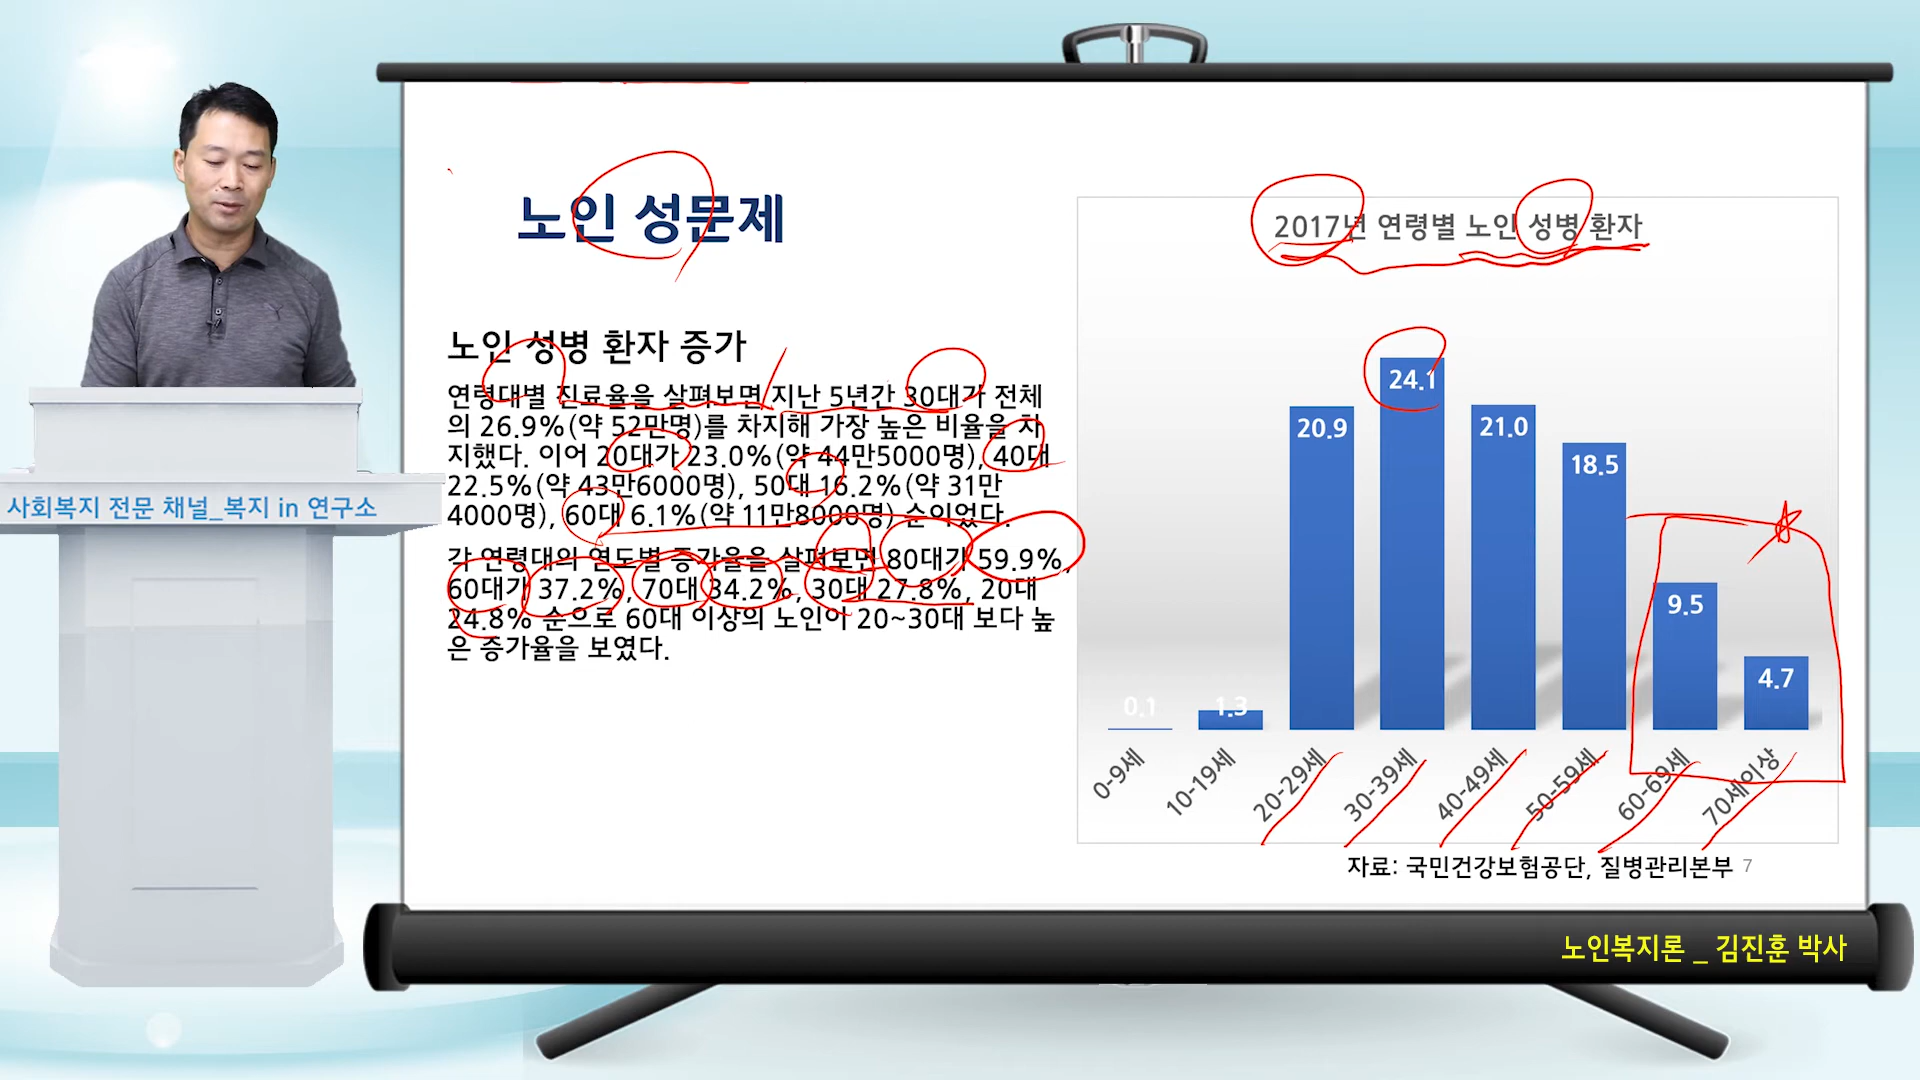 노인 성문제
노인 성병 환자 증가
연령대별 진료율을 살펴보면 지난 5년간 30대가 전체
의 26.9%(약 52만명)를 차지해 가장 높은 비율을 차
지했다. 이어 20대가 23.0%(약 44만5000명), 40대
22.5%(약 43만6000명), 50대 16.2%(약 31만
4000명), 60대 6.1%(약 11만8000명) 순이었다.
각 연령대의 연도별 증가율을 살펴보면 80대가 59.9%,
60대가 37.2%, 70대 34.2%, 30대 27.8%, 20대
24.8% 순으로 60대 이상의 노인이 20~30대 보다 높
은 증가율을 보였다.
2017년 연령별 노인 성병 환자
0.1
1.3
20.9
24.1
21.0
18.5
9.5
4.7
0-9세
10-19세
20-29세
30-39세
40-49세
50-59세
60-69세
70세이상
자료: 국민건강보험공단, 질병관리본부 7
사회복지 전문 채널_복지 in 연구소
노인복지론 _ 김진훈 박사